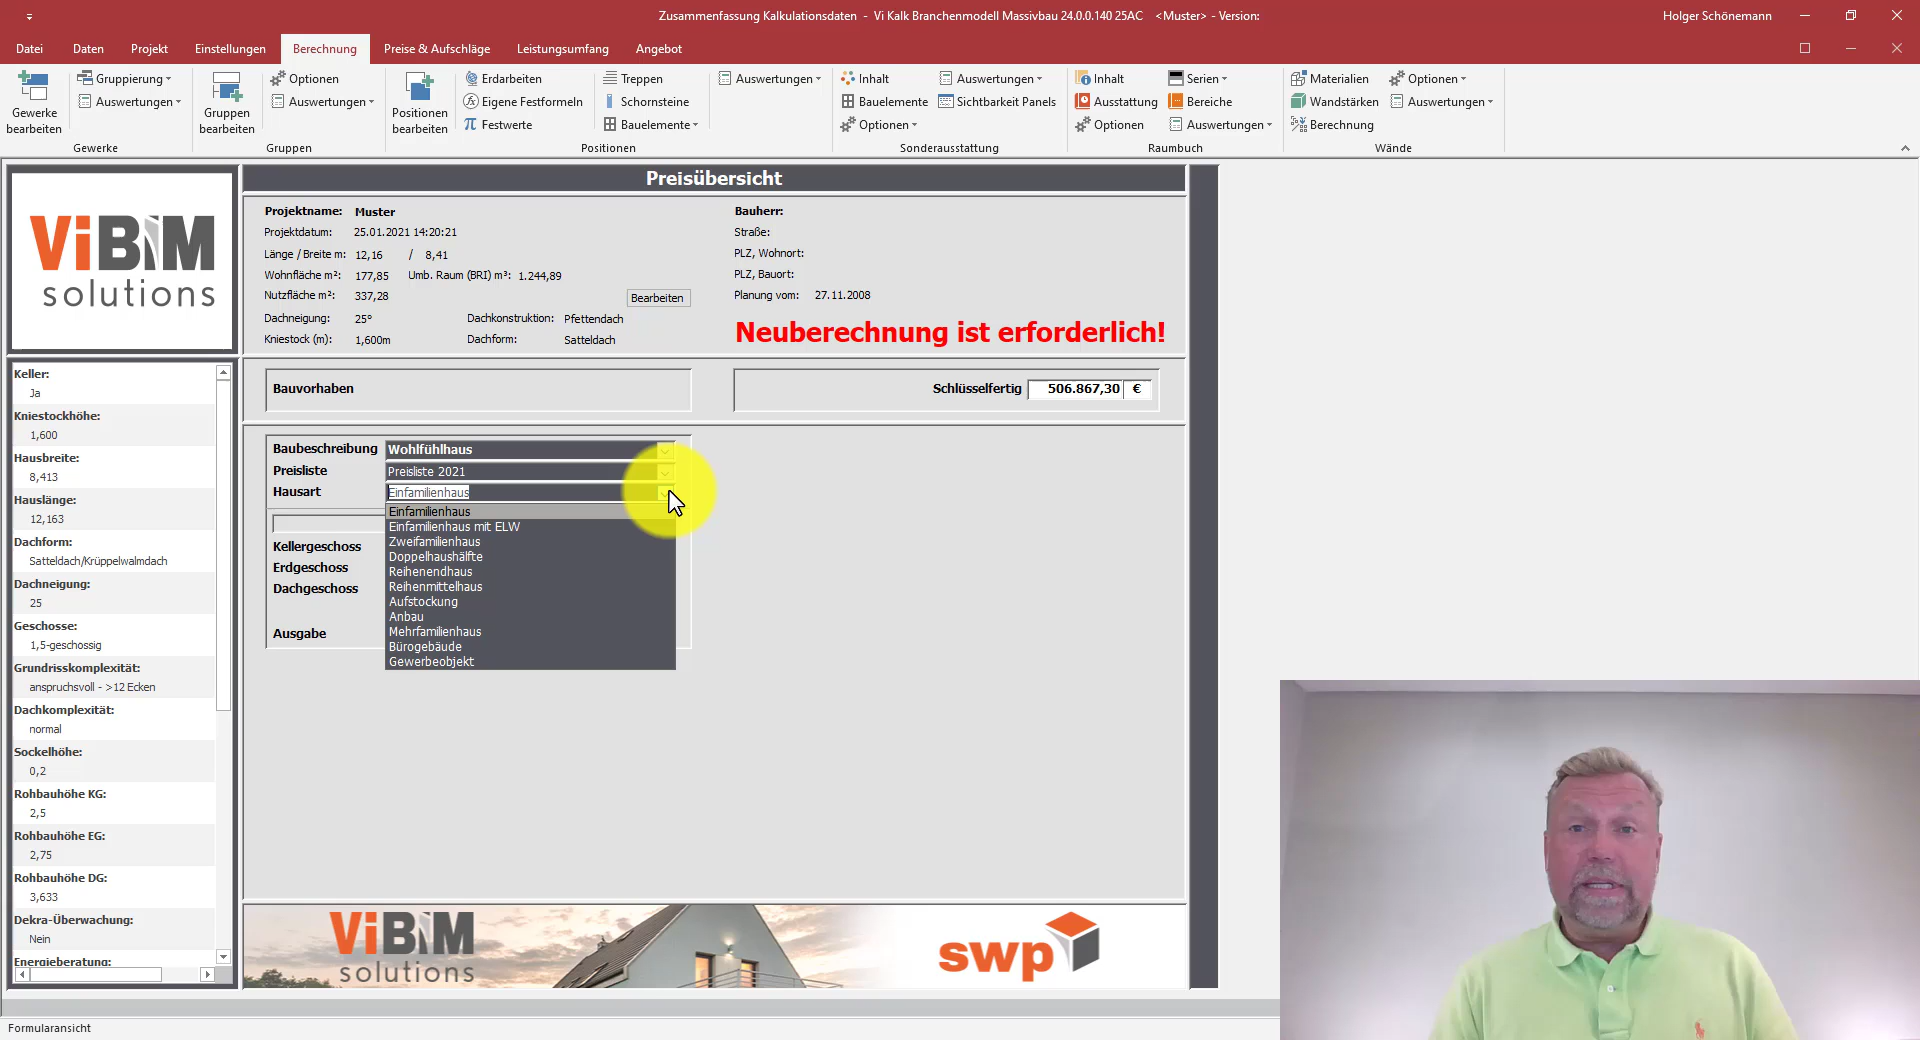 Zusammenfassung Kalkulationsdaten - Vi Kalk Branchenmodell Massivbau 24.0.0.140 25AC <Muster> - Version:
Holger Schönemann
Datei Daten Projekt Einstellungen Berechnung Preise & Aufschläge Leistungsumfang Angebot
Gewerke bearbeiten
Gruppierung
Auswertungen
Gewerke
Gruppen bearbeiten
Optionen
Auswertungen
Gruppen
Positionen bearbeiten
Erdarbeiten
Eigene Festformeln
Festwerte
Treppen
Schornsteine
Bauelemente
Auswertungen
Positionen
Inhalt
Bauelemente
Optionen
Auswertungen
Sichtbarkeit Panels
Sonderausstattung
Inhalt
Ausstattung
Optionen
Serien
Bereiche
Auswertungen
Raumbuch
Materialien
Wandstärken
Berechnung
Optionen
Auswertungen
Wände
ViBiM
solutions
Keller:
Ja
Kniestockhöhe:
1,600
Hausbreite:
8,413
Hauslänge:
12,163
Dachform:
Satteldach/Krüppelwalmdach
Dachneigung:
25
Geschosse:
1,5-geschossig
Grundrisskomplexität:
anspruchsvoll - >12 Ecken
Dachkomplexität:
normal
Sockelhöhe:
0,2
Rohbauhöhe KG:
2,5
Rohbauhöhe EG:
2,75
Rohbauhöhe DG:
3,633
Dekra-Überwachung:
Nein
Energieberatung:
Preisübersicht
Projektname: Muster
Projektdatum: 25.01.2021 14:20:21
Länge / Breite m: 12,16 / 8,41
Wohnfläche m²: 177,85 Umb. Raum (BRI) m³: 1.244,89
Nutzfläche m²: 337,28
Bearbeiten
Dachneigung: 25° Dachkonstruktion: Pfettendach
Kniestock (m): 1,600m Dachform: Satteldach
Bauherr:
Straße:
PLZ, Wohnort:
PLZ, Bauort:
Planung vom: 27.11.2008
Neuberechnung ist erforderlich!
Bauvorhaben
Schlüsselfertig 506.867,30 €
Baubeschreibung Wohlfühlhaus
Preisliste Preisliste 2021
Hausart Einfamilienhaus
Einfamilienhaus
Einfamilienhaus mit ELW
Zweifamilienhaus
Doppelhaushälfte
Reihenendhaus
Reihenmittelhaus
Aufstockung
Anbau
Mehrfamilienhaus
Bürogebäude
Gewerbeobjekt
Kellergeschoss
Erdgeschoss
Dachgeschoss
Ausgabe
ViBiM
solutions
swp
Formularansicht